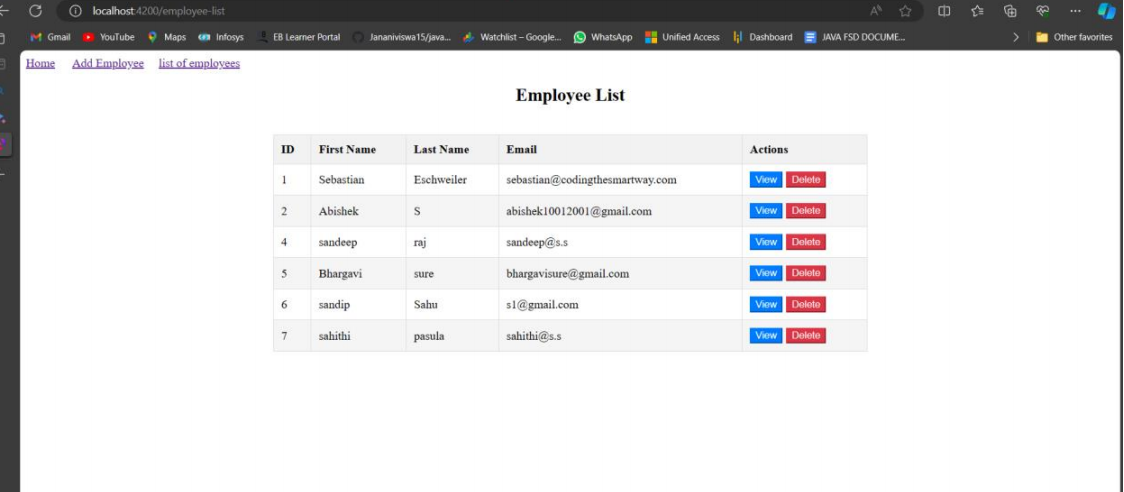 localhost:4200/employee-list
Gmail YouTube Maps Infosys EB Learner Portal Jananiviswa15/java... Watchlist – Google... WhatsApp Unified Access Dashboard JAVA FSD DOCUME... Other favorites
Home Add Employee list of employees
Employee List
ID First Name Last Name Email Actions
1 Sebastian Eschweiler sebastian@codingthesmartway.com View Delete
2 Abishek S abishek10012001@gmail.com View Delete
4 sandeep raj sandeep@s.s View Delete
5 Bhargavi sure bhargavisure@gmail.com View Delete
6 sandip Sahu s1@gmail.com View Delete
7 sahithi pasula sahithi@s.s View Delete